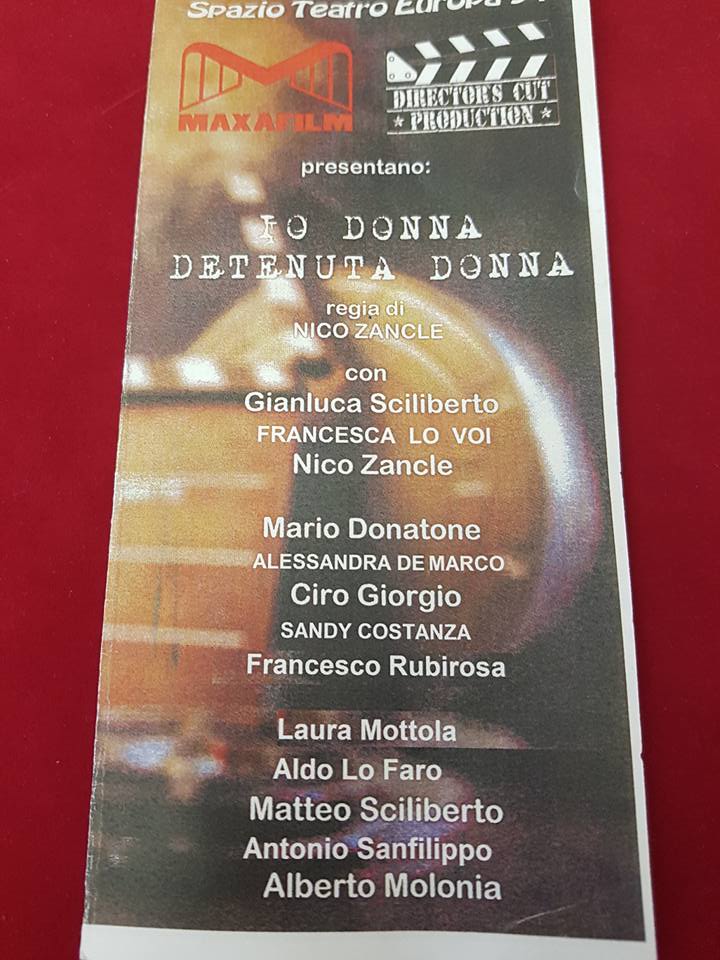 Spazio Teatro Europa
MAXAFILM
DIRECTOR'S CUT
★ PRODUCTION ★
presentano:
IO DONNA
DETENUTA DONNA
regia di
NICO ZANCLE
con
Gianluca Sciliberto
FRANCESCA LO VOI
Nico Zancle
Mario Donatone
ALESSANDRA DE MARCO
Ciro Giorgio
SANDY COSTANZA
Francesco Rubirosa
Laura Mottola
Aldo Lo Faro
Matteo Sciliberto
Antonio Sanfilippo
Alberto Molonia